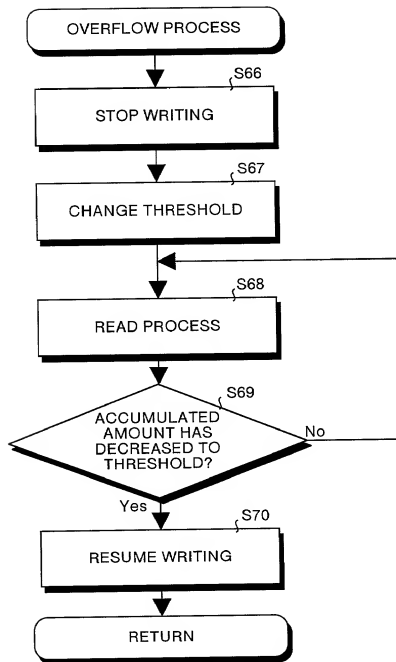 OVERFLOW PROCESS
S66
STOP WRITING
S67
CHANGE THRESHOLD
S68
READ PROCESS
S69
ACCUMULATED
AMOUNT HAS
DECREASED TO
THRESHOLD?
No
Yes
S70
RESUME WRITING
RETURN